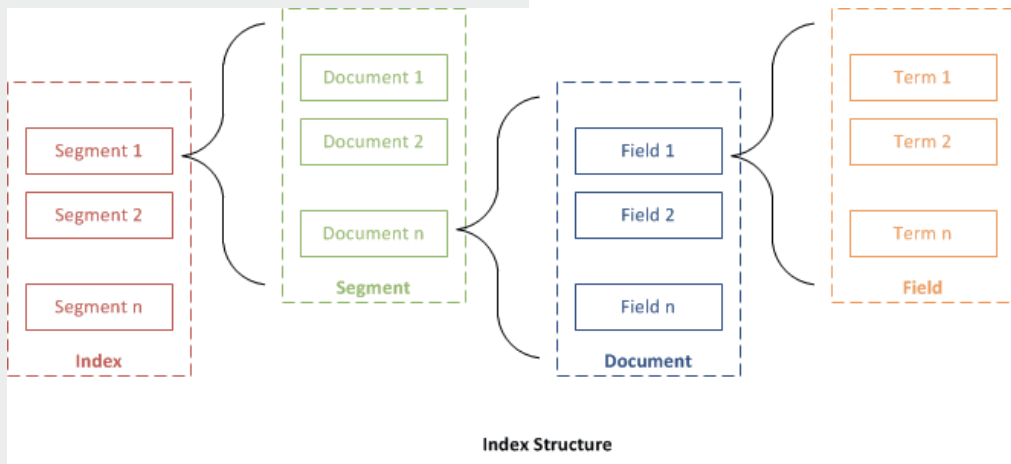 Segment 1
Segment 2
Segment n
Index
Document 1
Document 2
Document n
Segment
Field 1
Field 2
Field n
Document
Term 1
Term 2
Term n
Field
Index Structure